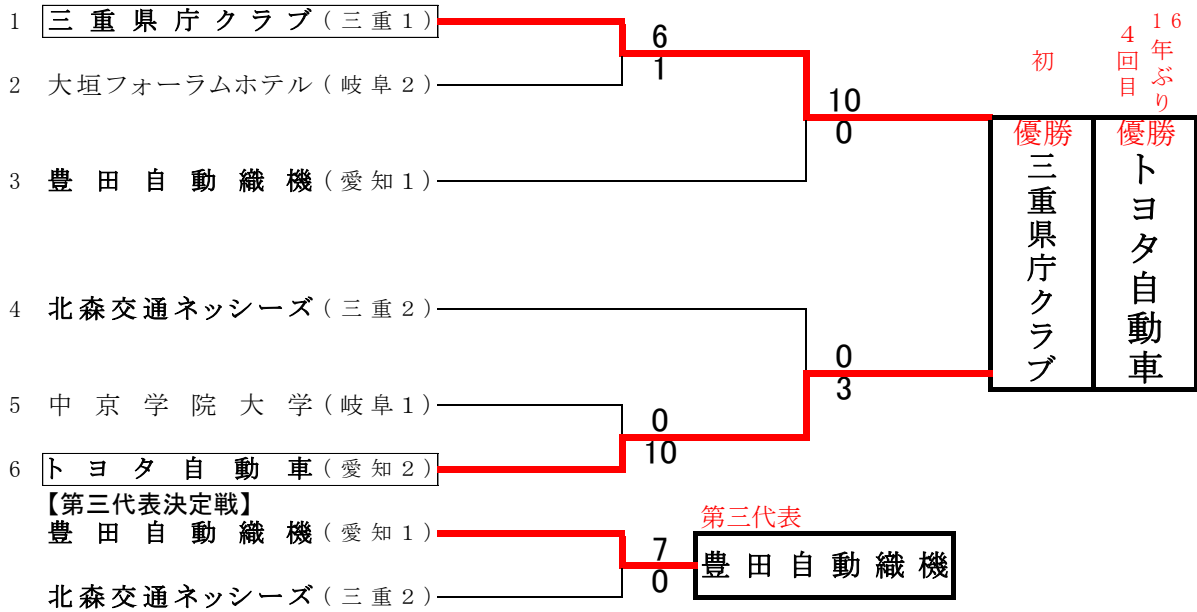 1 三重県庁クラブ(三重1)
6
1
2 大垣フォーラムホテル(岐阜2)
10
0
3 豊田自動織機(愛知1)
4 北森交通ネッシーズ(三重2)
0
3
5 中京学院大学(岐阜1)
0
10
6 トヨタ自動車(愛知2)
初
優勝
三重県庁クラブ
16年ぶり
4回目
優勝
トヨタ自動車
【第三代表決定戦】
豊田自動織機(愛知1)
7
0
北森交通ネッシーズ(三重2)
第三代表
豊田自動織機